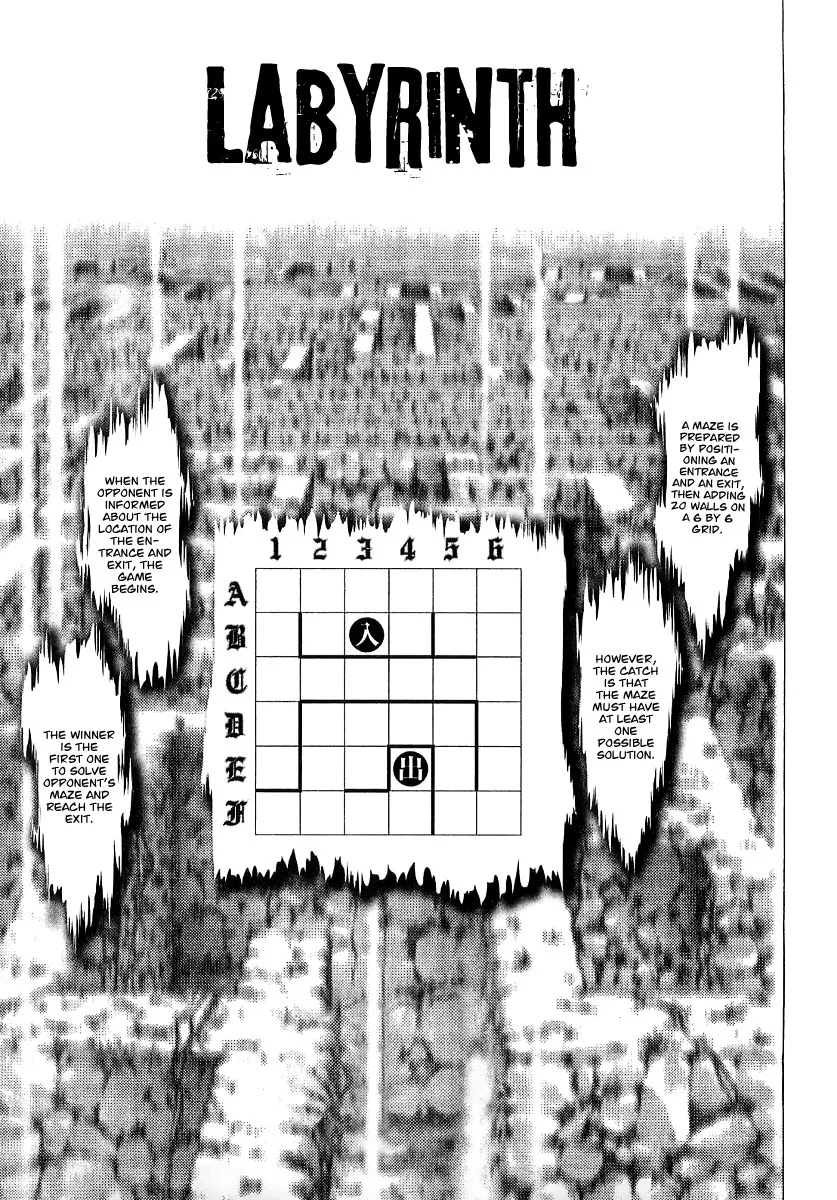 LABYRINTH
A MAZE IS
PREPARED
BY POSITI-
ONING AN
ENTRANCE
AND AN EXIT,
THEN ADDING
20 WALLS ON
A 6 BY 6
GRID.
HOWEVER,
THE CATCH
IS THAT
THE MAZE
MUST HAVE
AT LEAST
ONE
POSSIBLE
SOLUTION.
WHEN THE
OPPONENT IS
INFORMED
ABOUT THE
LOCATION OF
THE EN-
TRANCE AND
EXIT, THE
GAME
BEGINS.
THE WINNER
IS THE
FIRST ONE
TO SOLVE
OPPONENT'S
MAZE AND
REACH THE
EXIT.
1 2 3 4 5 6
A
B 入
C
D
E 出
F